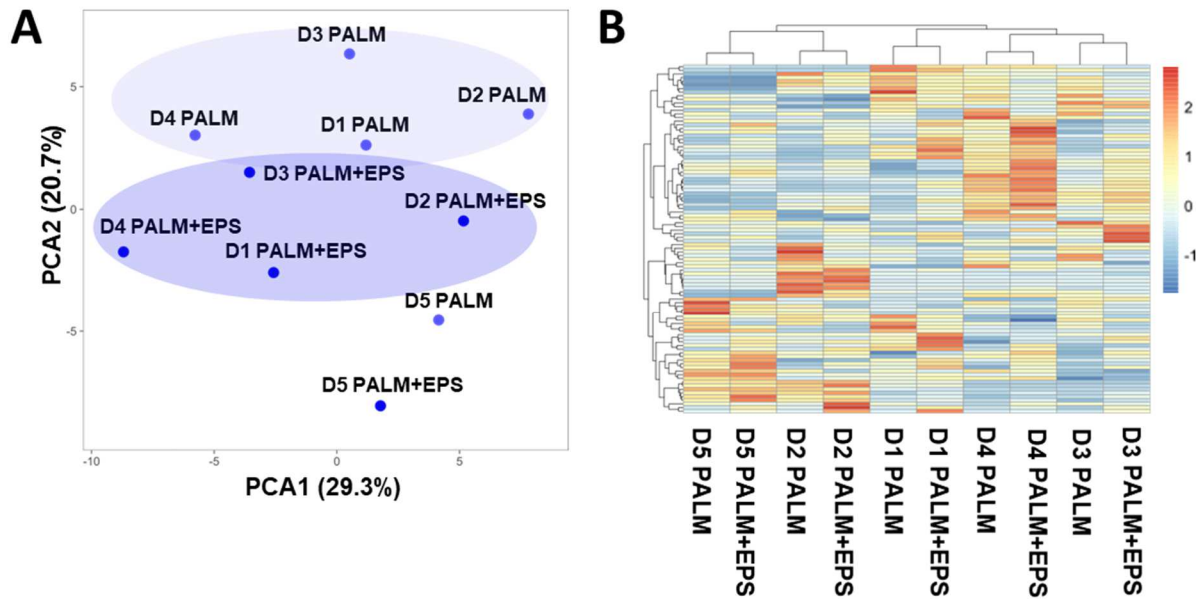 A
D3 PALM
D2 PALM
D4 PALM
D1 PALM
D3 PALM+EPS
D2 PALM+EPS
D4 PALM+EPS
D1 PALM+EPS
D5 PALM
D5 PALM+EPS
5
0
-5
PCA2 (20.7%)
-10
-5
0
5
PCA1 (29.3%)
B
2
1
0
-1
D5 PALM
D5 PALM+EPS
D2 PALM
D2 PALM+EPS
D1 PALM
D1 PALM+EPS
D4 PALM
D4 PALM+EPS
D3 PALM
D3 PALM+EPS